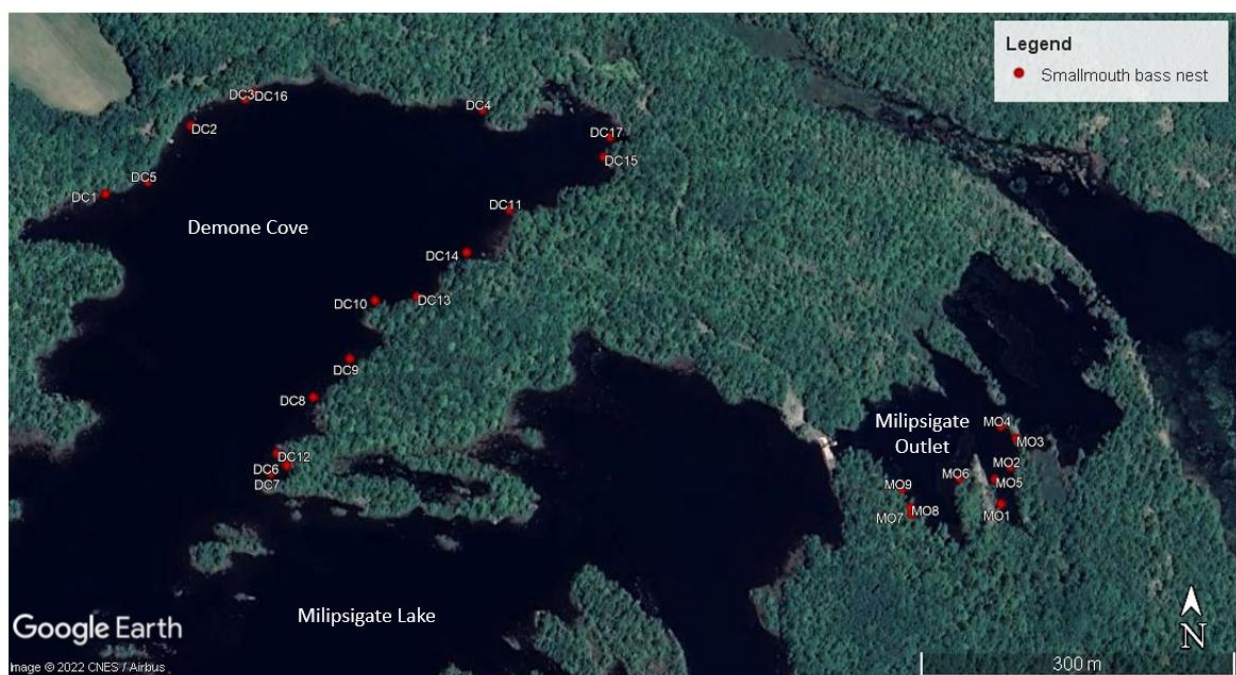 Legend
Smallmouth bass nest
DC3 DC16
DC4
DC2
DC17
DC15
DC5
DC1
DC11
Demone Cove
DC14
DC10
DC13
DC9
DC8
DC12
DC6
DC7
Milipsigate
Outlet
MO4
MO3
MO2
MO6
MO5
MO9
MO8
MO7
MO1
Milipsigate Lake
Google Earth
N
Image © 2022 CNES / Airbus
300 m